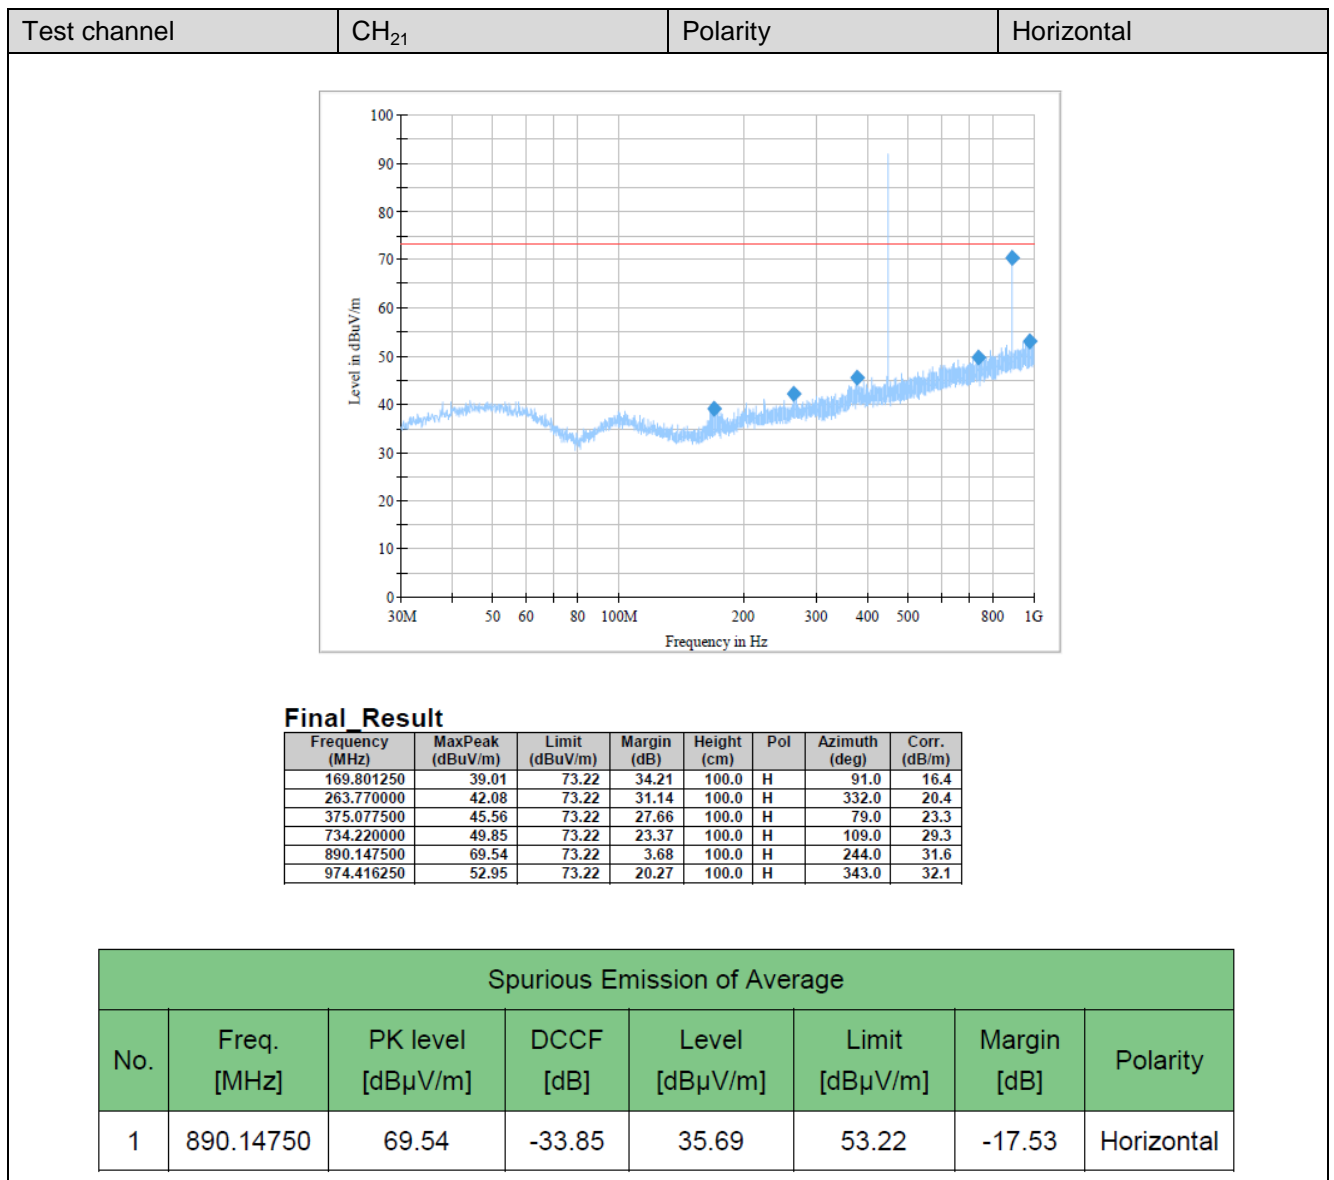 Test channel CH21 Polarity Horizontal
100
90
80
70
60
50
40
30
20
10
0
Level in dBuV/m
30M 50 60 80 100M 200 300 400 500 800 1G
Frequency in Hz
Final_Result
Frequency (MHz) MaxPeak (dBuV/m) Limit (dBuV/m) Margin (dB) Height (cm) Pol Azimuth (deg) Corr. (dB/m)
169.801250 39.01 73.22 34.21 100.0 H 91.0 16.4
263.770000 42.08 73.22 31.14 100.0 H 332.0 20.4
375.077500 45.56 73.22 27.66 100.0 H 79.0 23.3
734.220000 49.85 73.22 23.37 100.0 H 109.0 29.3
890.147500 69.54 73.22 3.68 100.0 H 244.0 31.6
974.416250 52.95 73.22 20.27 100.0 H 343.0 32.1
Spurious Emission of Average
No. Freq. [MHz] PK level [dBµV/m] DCCF [dB] Level [dBµV/m] Limit [dBµV/m] Margin [dB] Polarity
1 890.14750 69.54 -33.85 35.69 53.22 -17.53 Horizontal